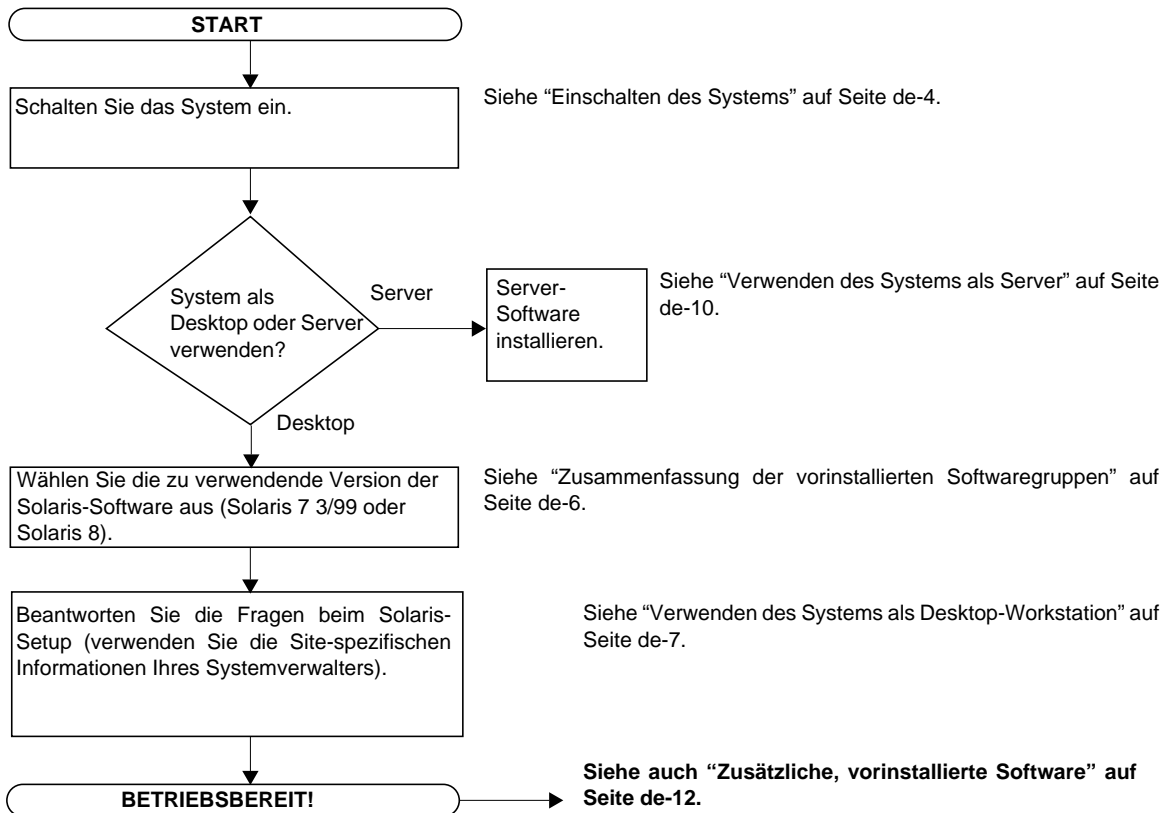 START
Schalten Sie das System ein.
Siehe “Einschalten des Systems” auf Seite de-4.
System als
Desktop oder Server
verwenden?
Server
Server-
Software
installieren.
Siehe “Verwenden des Systems als Server” auf Seite
de-10.
Desktop
Wählen Sie die zu verwendende Version der
Solaris-Software aus (Solaris 7 3/99 oder
Solaris 8).
Siehe “Zusammenfassung der vorinstallierten Softwaregruppen” auf
Seite de-6.
Beantworten Sie die Fragen beim Solaris-
Setup (verwenden Sie die Site-spezifischen
Informationen Ihres Systemverwalters).
Siehe “Verwenden des Systems als Desktop-Workstation” auf
Seite de-7.
BETRIEBSBEREIT!
Siehe auch “Zusätzliche, vorinstallierte Software” auf
Seite de-12.